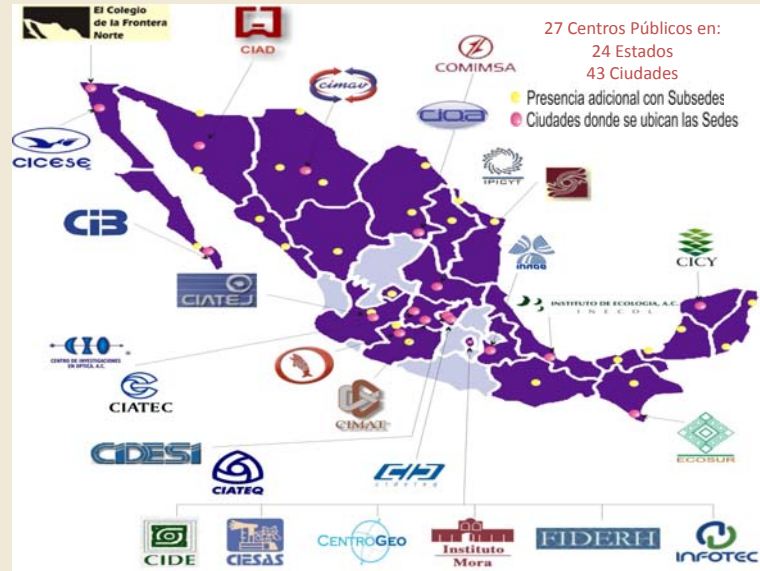 El Colegio
de la Frontera
Norte
CIAD
27 Centros Públicos en:
24 Estados
43 Ciudades
COMIMSA
Presencia adicional con Subsedes
Ciudades donde se ubican las Sedes
cimav
CIQA
CICESE
IPICYT
CiB
INAOE
CICY
CIATEJ
INSTITUTO DE ECOLOGIA, A.C.
INECOL
CIO
CENTRO DE INVESTIGACIONES
EN OPTICA, A.C.
CIATEC
CIMAT
CIDESI
CIATEQ
cideteq
ECOSUR
CIDE
CIESAS
CENTROGEO
Instituto
Mora
FIDERH
INFOTEC